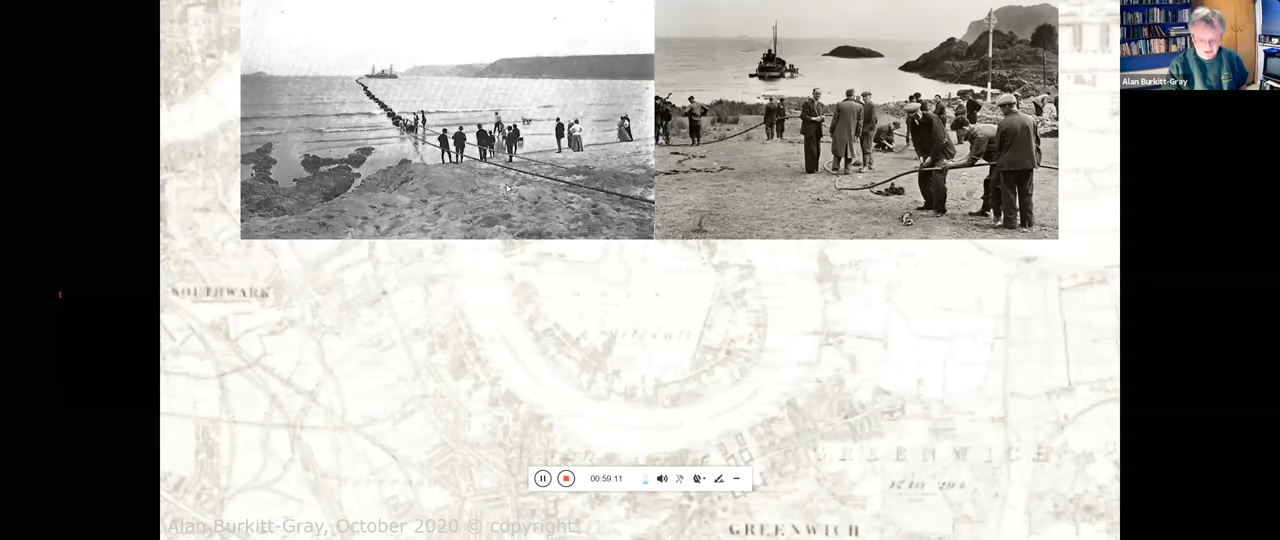 Alan Burkitt-Gray
SOUTHWARK
GREENWICH
00:59:11
Alan Burkitt-Gray, October 2020 © copyright
GREENWICH